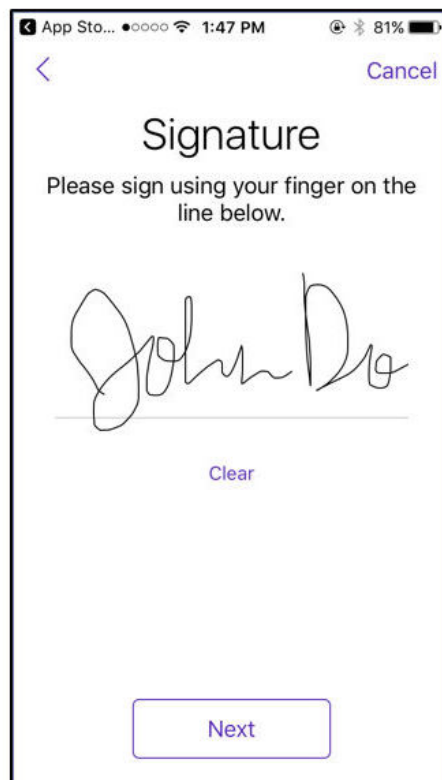 App Sto... 1:47 PM 81%
Cancel
Signature
Please sign using your finger on the
line below.
John Do
Clear
Next